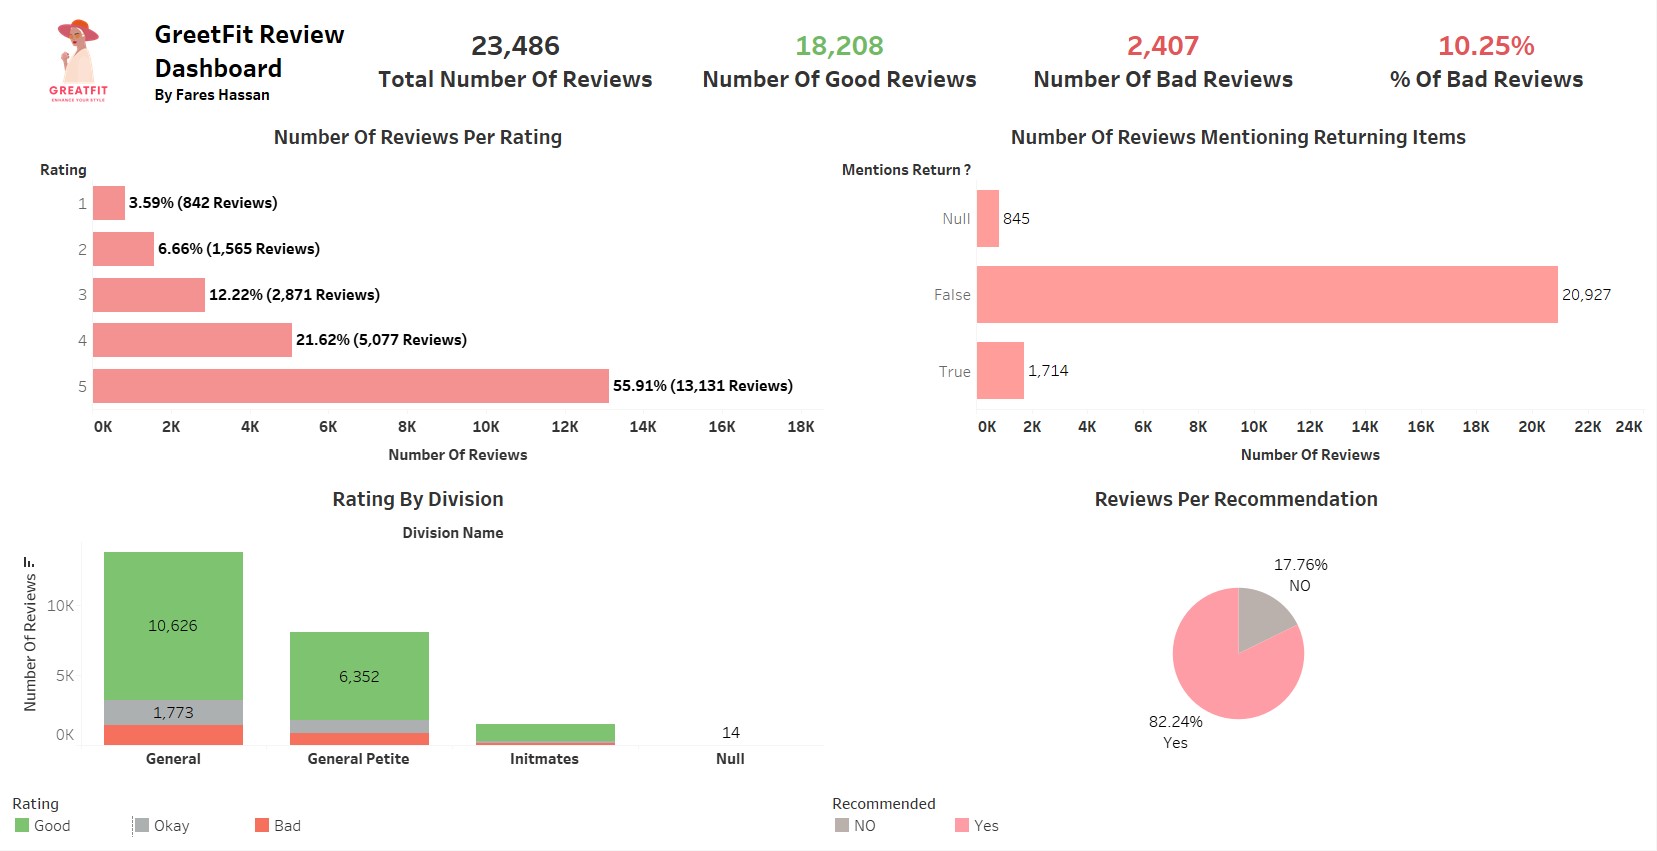 GREATFIT
ENHANCE YOUR STYLE
GreetFit Review
Dashboard
By Fares Hassan
23,486
Total Number Of Reviews
18,208
Number Of Good Reviews
2,407
Number Of Bad Reviews
10.25%
% Of Bad Reviews
Number Of Reviews Per Rating
Rating
1
3.59% (842 Reviews)
2
6.66% (1,565 Reviews)
3
12.22% (2,871 Reviews)
4
21.62% (5,077 Reviews)
5
55.91% (13,131 Reviews)
0K 2K 4K 6K 8K 10K 12K 14K 16K 18K
Number Of Reviews
Number Of Reviews Mentioning Returning Items
Mentions Return ?
Null
845
False
20,927
True
1,714
0K 2K 4K 6K 8K 10K 12K 14K 16K 18K 20K 22K 24K
Number Of Reviews
Rating By Division
Division Name
Number Of Reviews
10K
5K
0K
10,626
1,773
6,352
14
General
General Petite
Initmates
Null
Rating
Good
Okay
Bad
Reviews Per Recommendation
17.76%
NO
82.24%
Yes
Recommended
NO
Yes